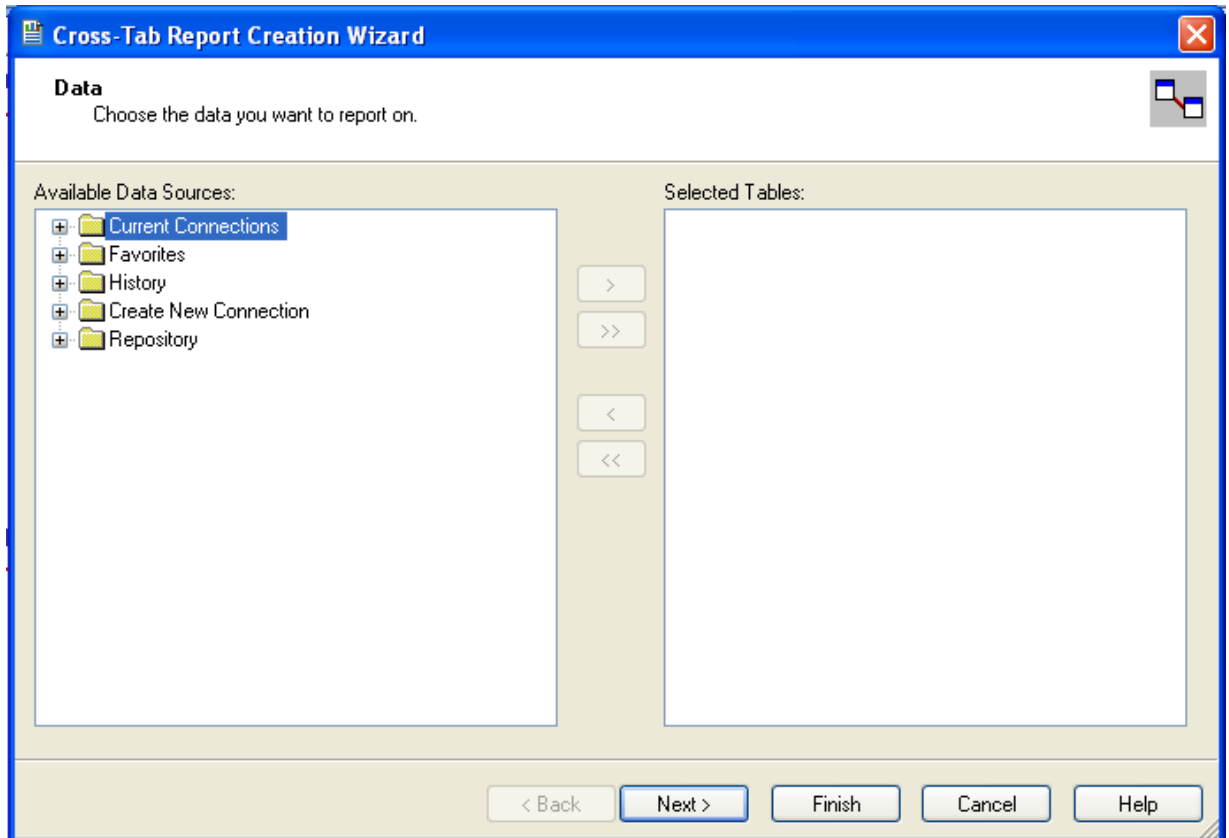 Cross-Tab Report Creation Wizard
Data
Choose the data you want to report on.
Available Data Sources:
Selected Tables:
Current Connections
Favorites
History
Create New Connection
Repository
>
>>
<
<<
< Back
Next >
Finish
Cancel
Help